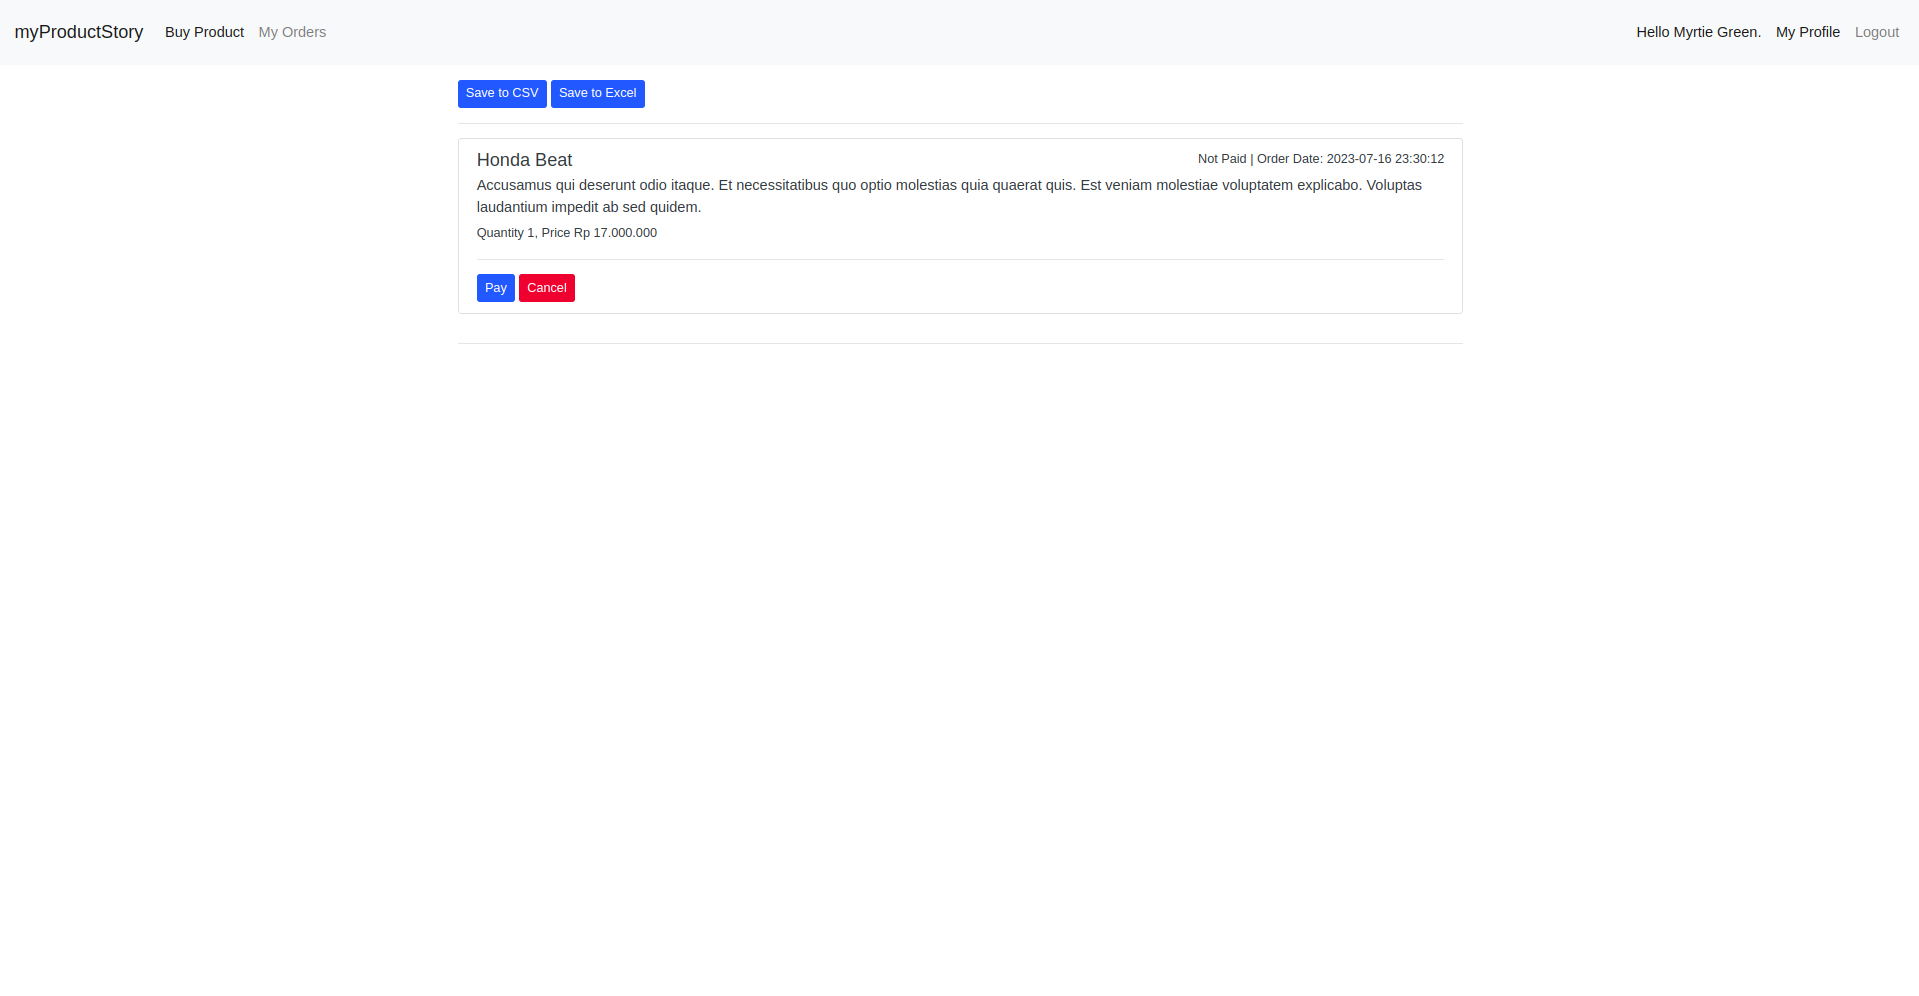 myProductStory Buy Product My Orders Hello Myrtie Green. My Profile Logout
Save to CSV Save to Excel
Honda Beat Not Paid | Order Date: 2023-07-16 23:30:12
Accusamus qui deserunt odio itaque. Et necessitatibus quo optio molestias quia quaerat quis. Est veniam molestiae voluptatem explicabo. Voluptas
laudantium impedit ab sed quidem.
Quantity 1, Price Rp 17.000.000
Pay Cancel